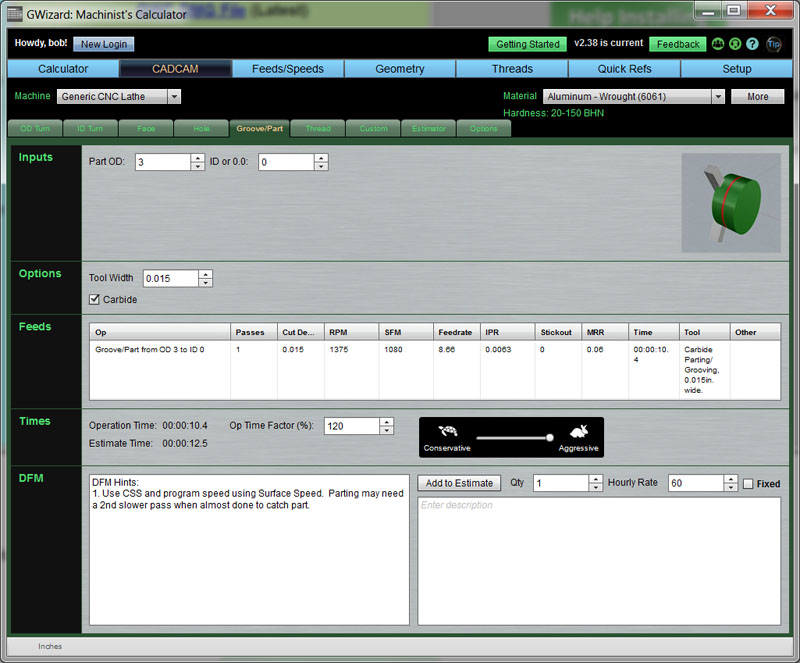 GWizard: Machinist's Calculator
File (Latest)
Help Installing
Howdy, bob!
New Login
Getting Started
v2.38 is current
Feedback
?
Tip
Calculator
CADCAM
Feeds/Speeds
Geometry
Threads
Quick Refs
Setup
Machine
Generic CNC Lathe
Material
Aluminum - Wrought (6061)
More
Hardness: 20-150 BHN
OD Turn
ID Turn
Face
Hole
Groove/Part
Thread
Custom
Estimator
Options
Inputs
Part OD: 3
ID or 0.0: 0
Options
Tool Width 0.015
Carbide
Feeds
Op Passes Cut De... RPM SFM Feedrate IPR Stickout MRR Time Tool Other
Groove/Part from OD 3 to ID 0 1 0.015 1375 1080 8.66 0.0063 0 0.06 00:00:10. Carbide
4 Parting/
Grooving,
0.015in.
wide.
Times
Operation Time: 00:00:10.4
Op Time Factor (%): 120
Estimate Time: 00:00:12.5
Conservative
Aggressive
DFM
DFM Hints:
1. Use CSS and program speed using Surface Speed. Parting may need
a 2nd slower pass when almost done to catch part.
Add to Estimate
Qty 1
Hourly Rate 60
Fixed
Enter description
Inches